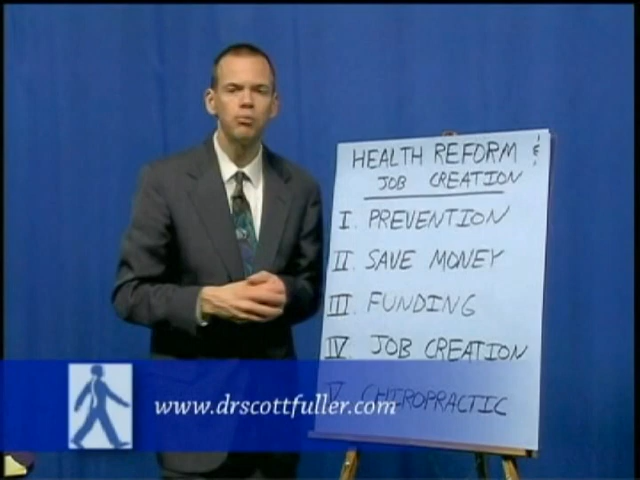 HEALTH REFORM &
JOB CREATION
I. PREVENTION
II SAVE MONEY
III FUNDING
IV JOB CREATION
V CHIROPRACTIC
www.drscottfuller.com